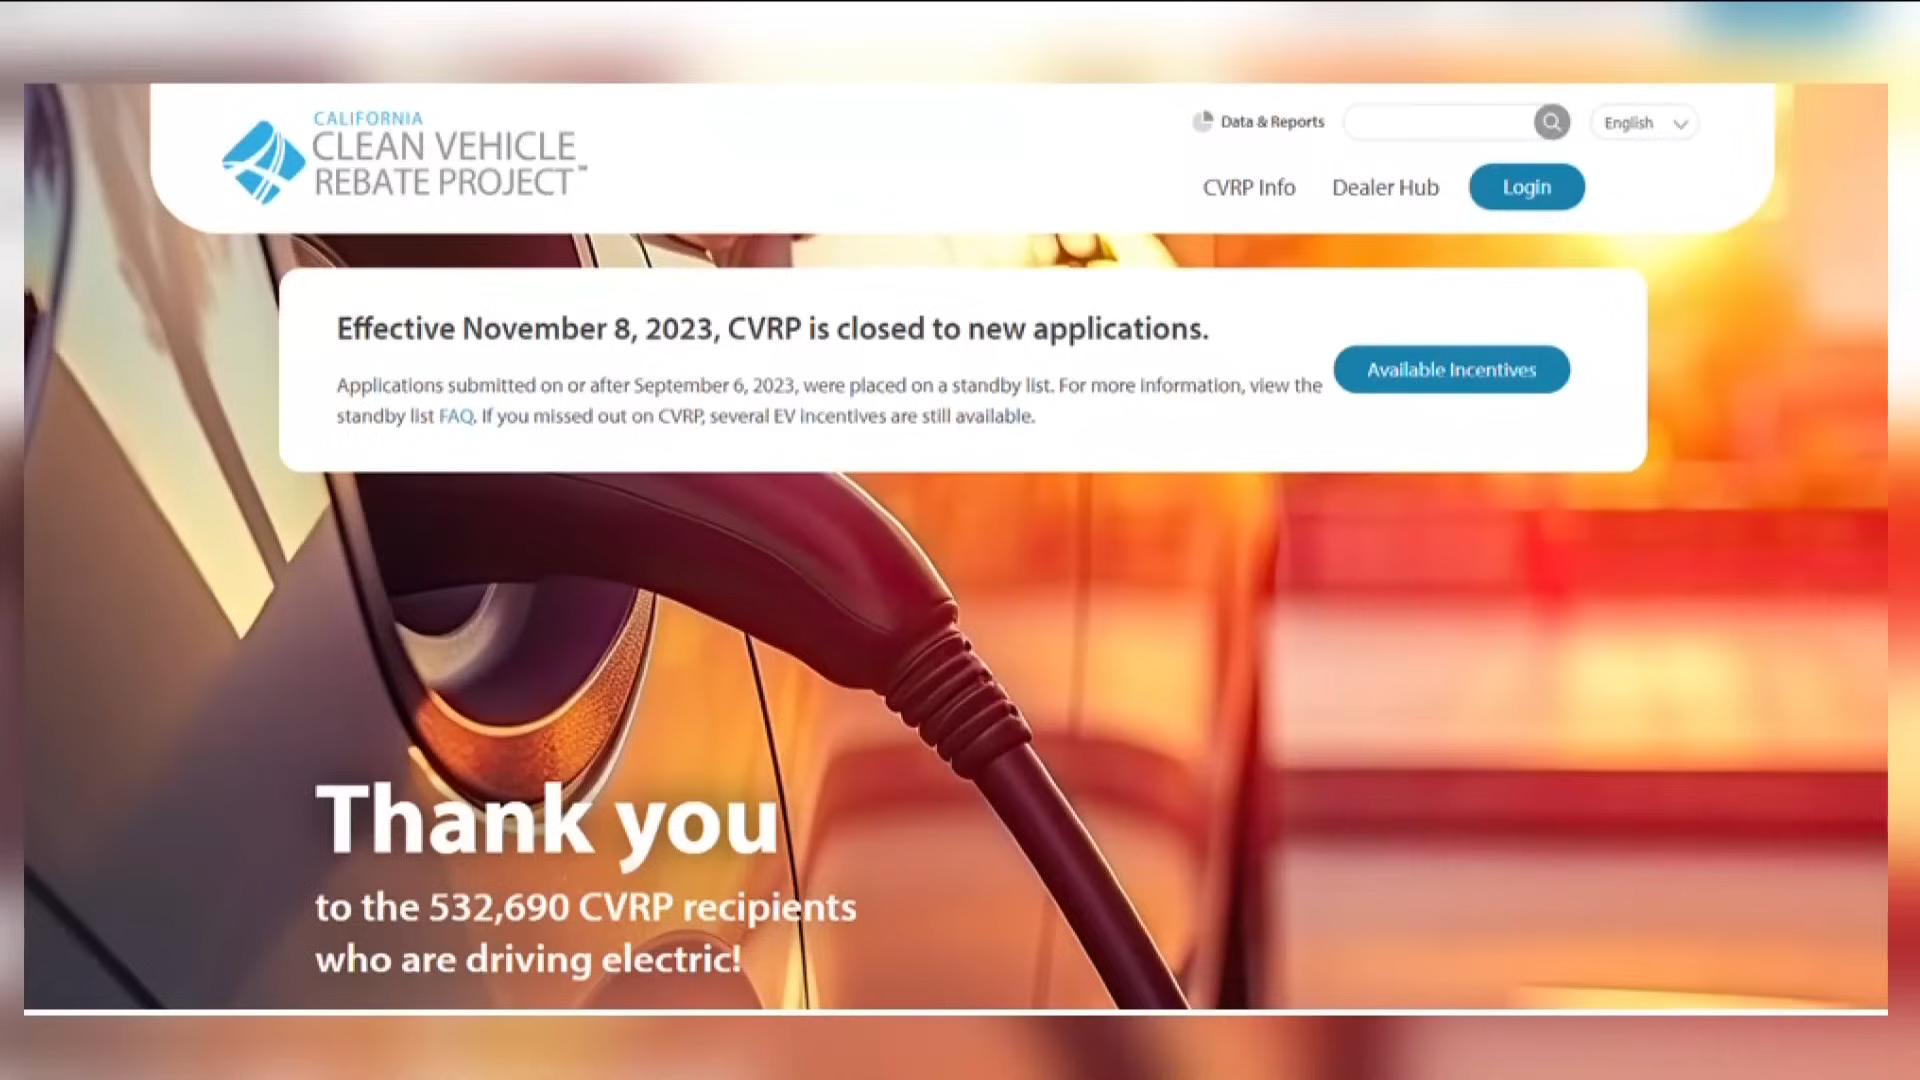 CALIFORNIA
CLEAN VEHICLE
REBATE PROJECT™
Data & Reports
English
CVRP Info
Dealer Hub
Login
Effective November 8, 2023, CVRP is closed to new applications.
Applications submitted on or after September 6, 2023, were placed on a standby list. For more information, view the
standby list FAQ. If you missed out on CVRP, several EV incentives are still available.
Available Incentives
Thank you
to the 532,690 CVRP recipients
who are driving electric!